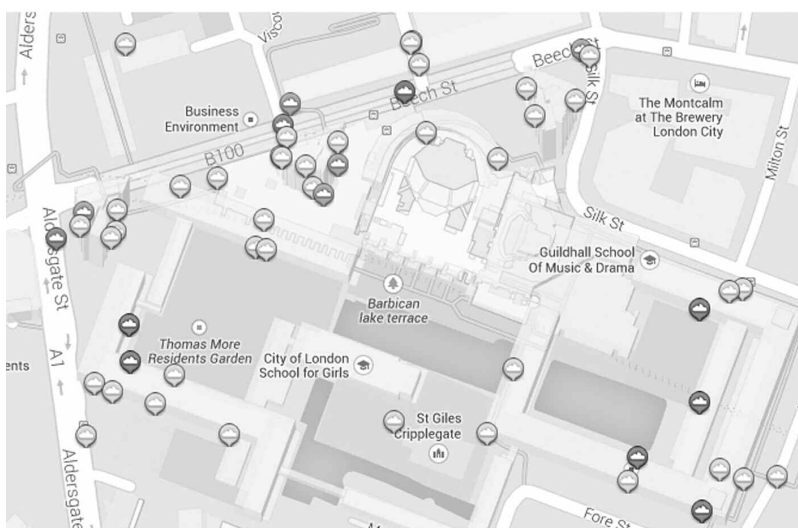 Alders
Viscou
Beech St
Beech St
B100
Silk St
Business
Environment
The Montcalm
at The Brewery
London City
Milton St
Silk St
Aldersgate St
Guildhall School
Of Music & Drama
Barbican
lake terrace
Thomas More
Residents Garden
City of London
School for Girls
ents
A1
St Giles
Cripplegate
Aldersgate
Fore St